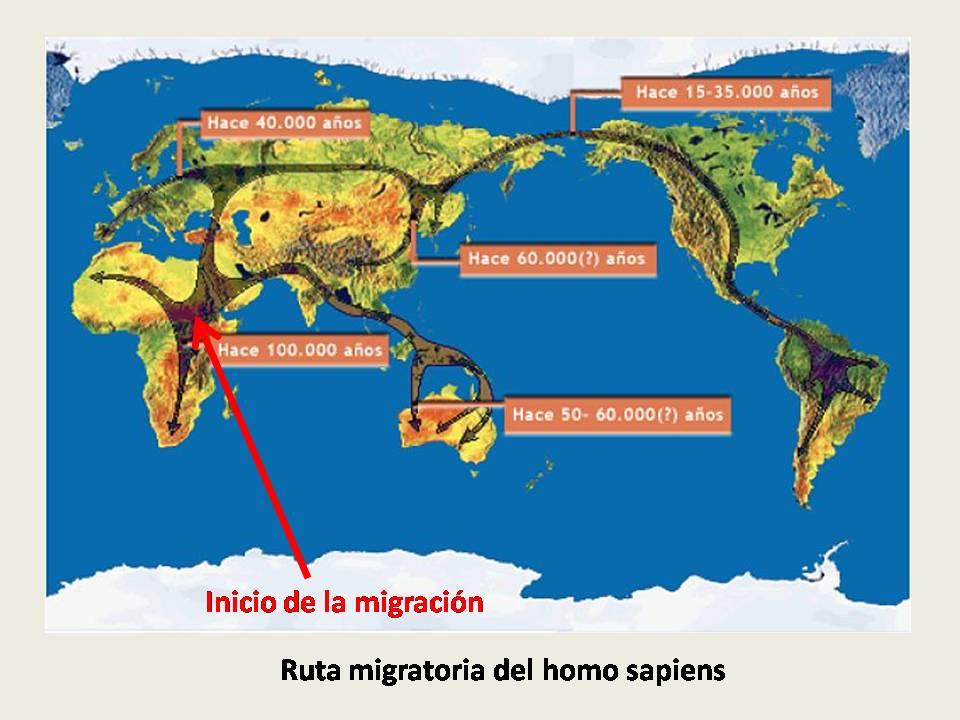 Hace 15-35.000 años
Hace 40.000 años
Hace 60.000(?) años
Hace 100.000 años
Hace 50- 60.000(?) años
Inicio de la migración
Ruta migratoria del homo sapiens